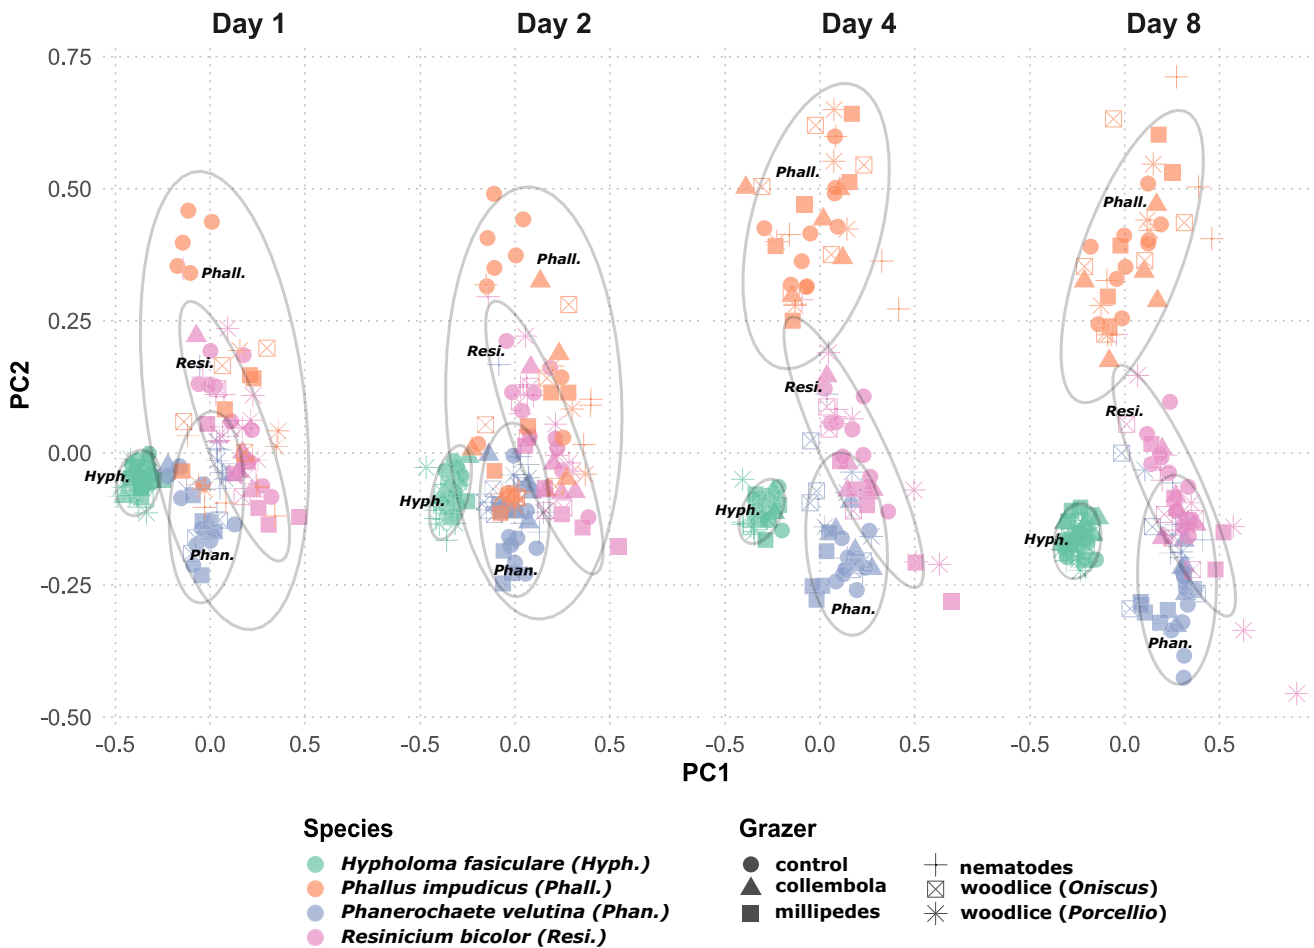 Day 1 Day 2 Day 4 Day 8
0.75
0.50
0.25
0.00
-0.25
-0.50
PC2
Phall.
Resi.
Hyph.
Phan.
Phall.
Resi.
Hyph.
Phan.
Phall.
Resi.
Hyph.
Phan.
Phall.
Resi.
Hyph.
Phan.
-0.5 0.0 0.5 -0.5 0.0 0.5 -0.5 0.0 0.5 -0.5 0.0 0.5
PC1
Species
Hypholoma fasiculare (Hyph.)
Phallus impudicus (Phall.)
Phanerochaete velutina (Phan.)
Resinicium bicolor (Resi.)
Grazer
control
collembola
millipedes
nematodes
woodlice (Oniscus)
woodlice (Porcellio)